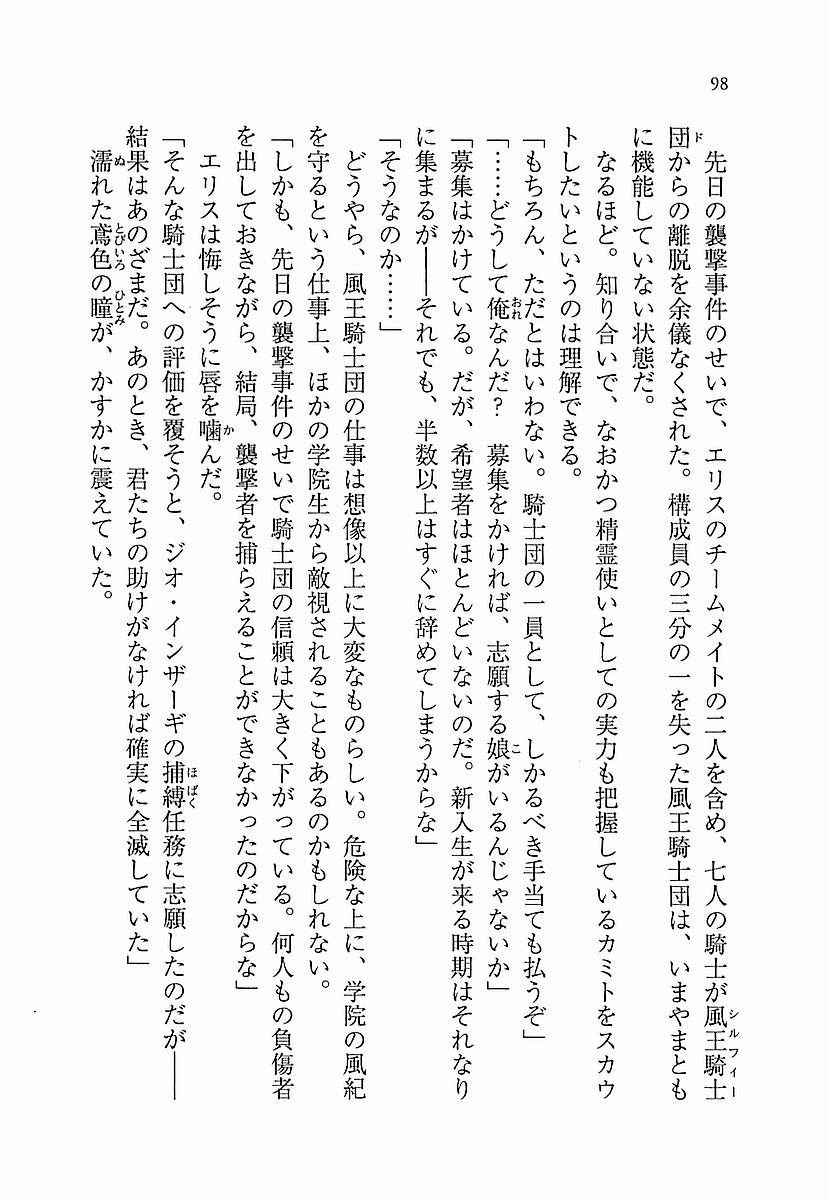 98
先日の襲撃事件のせいで、エリスのチームメイトの二人を含め、七人の騎士が風王騎士
団からの離脱を余儀なくされた。構成員の三分の一を失った風王騎士団は、いまやまとも
に機能していない状態だ。
なるほど。知り合いで、なおかつ精霊使いとしての実力も把握しているカミトをスカウ
トしたいというのは理解できる。
「もちろん、ただとはいわない。騎士団の一員として、しかるべき手当ても払うぞ」
「……どうして俺なんだ？　募集をかければ、志願する娘がいるんじゃないか」
「募集はかけている。だが、希望者はほとんどいないのだ。新入生が来る時期はそれなり
に集まるが――それでも、半数以上はすぐに辞めてしまうからな」
「そうなのか……」
どうやら、風王騎士団の仕事は想像以上に大変なものらしい。危険な上に、学院の風紀
を守るという仕事上、ほかの学院生から敵視されることもあるのかもしれない。
「しかも、先日の襲撃事件のせいで騎士団の信頼は大きく下がっている。何人もの負傷者
を出しておきながら、結局、襲撃者を捕らえることができなかったのだからな」
エリスは悔しそうに唇を噛んだ。
「そんな騎士団への評価を覆そうと、ジオ・インザーギの捕縛任務に志願したのだが――
結果はあのざまだ。あのとき、君たちの助けがなければ確実に全滅していた」
濡れた鳶色の瞳が、かすかに震えていた。